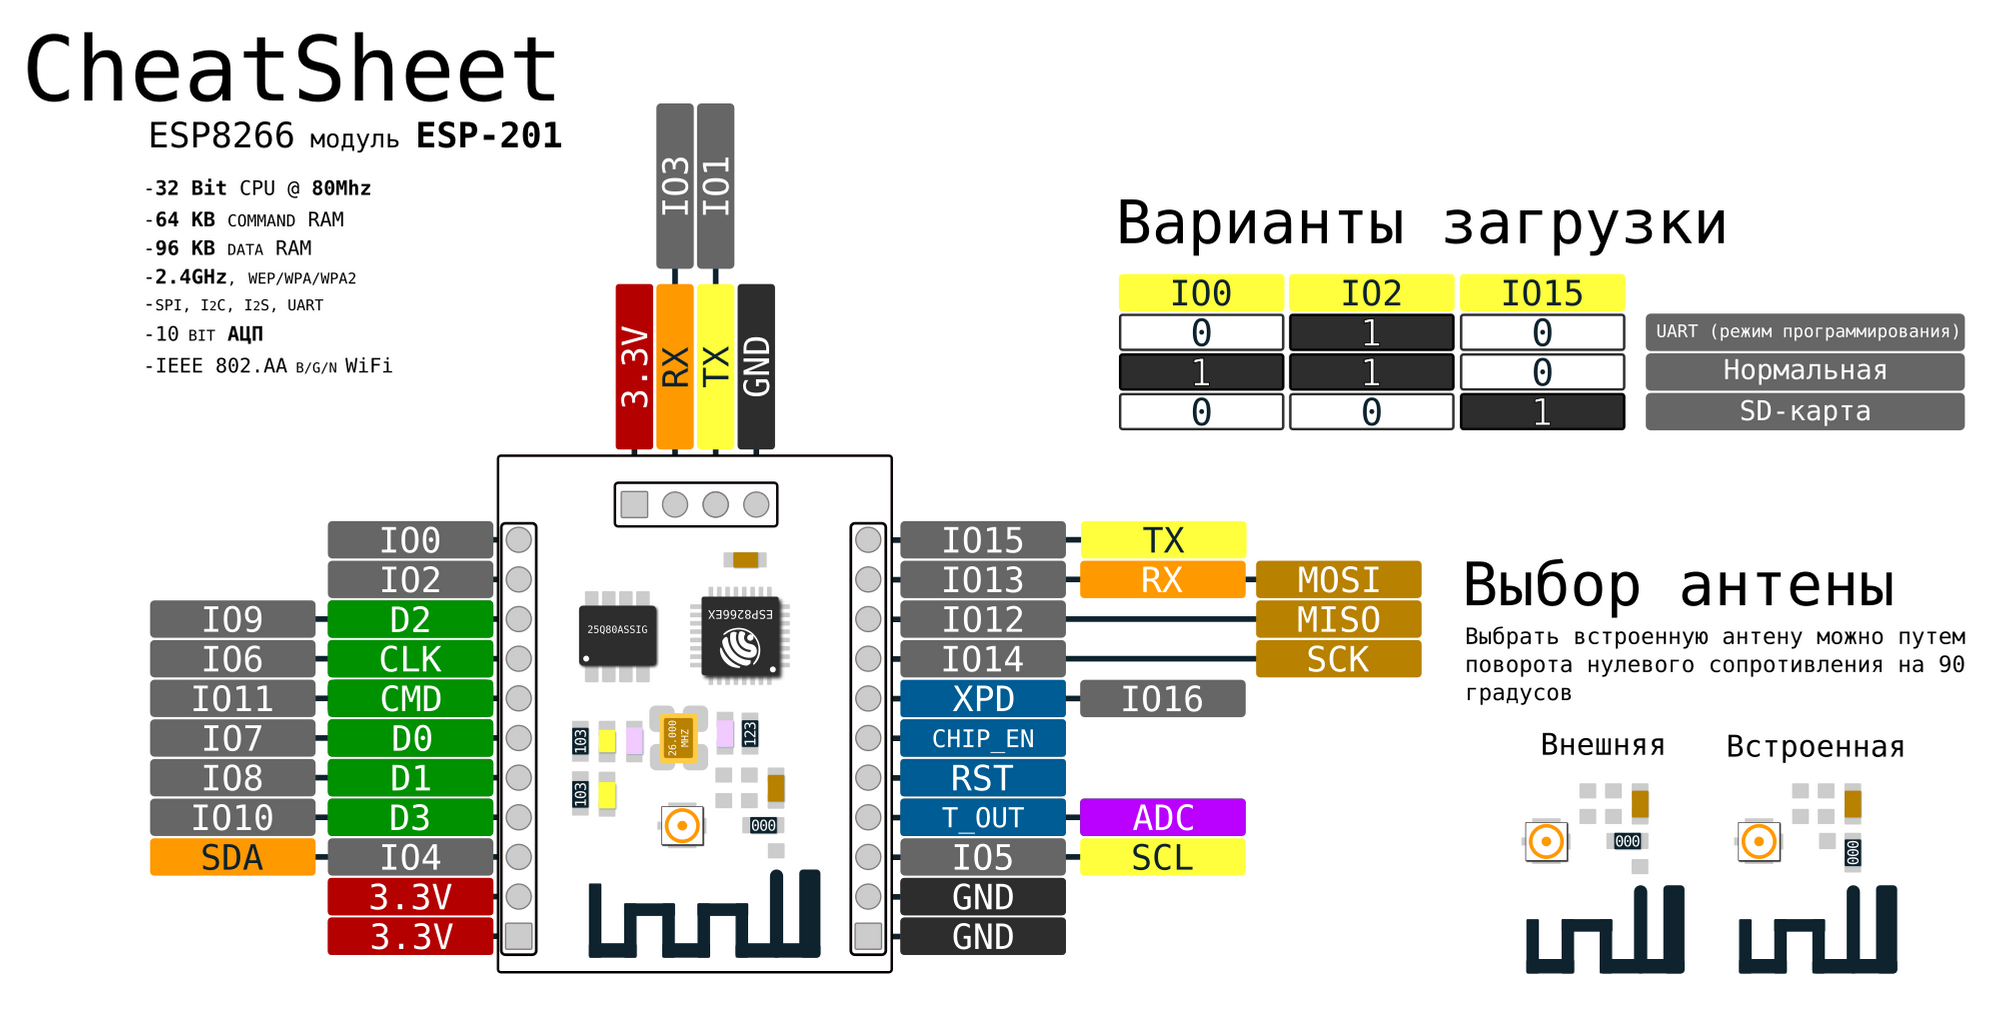 CheatSheet
ESP8266 модуль ESP-201
-32 Bit CPU @ 80Mhz
-64 KB COMMAND RAM
-96 KB DATA RAM
-2.4GHz, WEP/WPA/WPA2
-SPI, I2C, I2S, UART
-10 BIT АЦП
-IEEE 802.AA B/G/N WiFi
IO3 IO1
3.3V RX TX GND
Варианты загрузки
IO0 IO2 IO15
0 1 0 UART (режим программирования)
1 1 0 Нормальная
0 0 1 SD-карта
IO0
IO2
IO9 D2
IO6 CLK
IO11 CMD
IO7 D0
IO8 D1
IO10 D3
SDA IO4
3.3V
3.3V
25Q80ASSIG
ESP8266EX
26.000
MHZ
103
123
103
000
IO15 TX
IO13 RX MOSI
IO12 MISO
IO14 SCK
XPD IO16
CHIP_EN
RST
T_OUT ADC
IO5 SCL
GND
GND
Выбор антены
Выбрать встроенную антену можно путем
поворота нулевого сопротивления на 90
градусов
Внешняя Встроенная
000 000